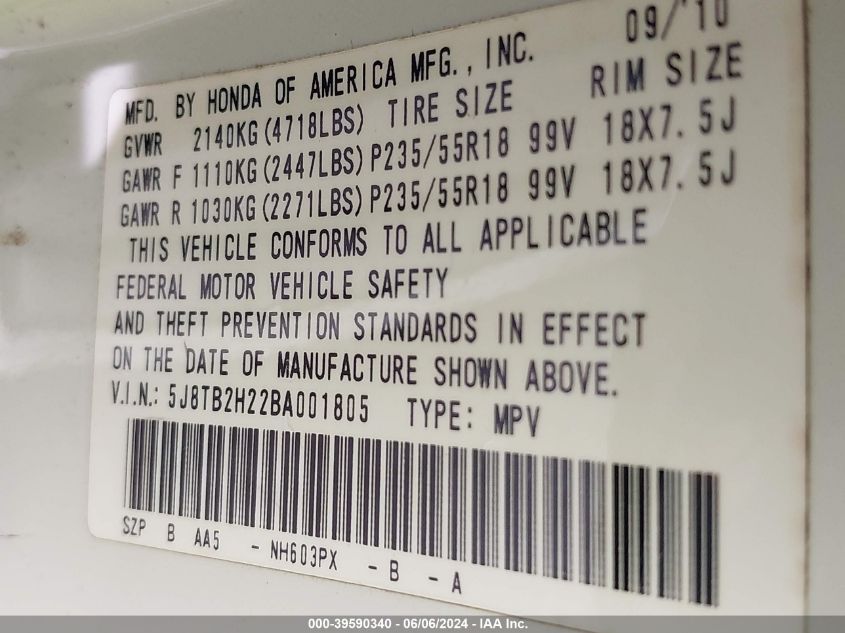 09/'10
MFD. BY HONDA OF AMERICA MFG., INC.
GVWR 2140KG(4718LBS) TIRE SIZE RIM SIZE
GAWR F 1110KG(2447LBS) P235/55R18 99V 18X7.5J
GAWR R 1030KG(2271LBS) P235/55R18 99V 18X7.5J
THIS VEHICLE CONFORMS TO ALL APPLICABLE
FEDERAL MOTOR VEHICLE SAFETY
AND THEFT PREVENTION STANDARDS IN EFFECT
ON THE DATE OF MANUFACTURE SHOWN ABOVE.
V.I.N.: 5J8TB2H22BA001805 TYPE: MPV
SZP B AA5 - NH603PX - B - A
000-39590340 - 06/06/2024 - IAA Inc.